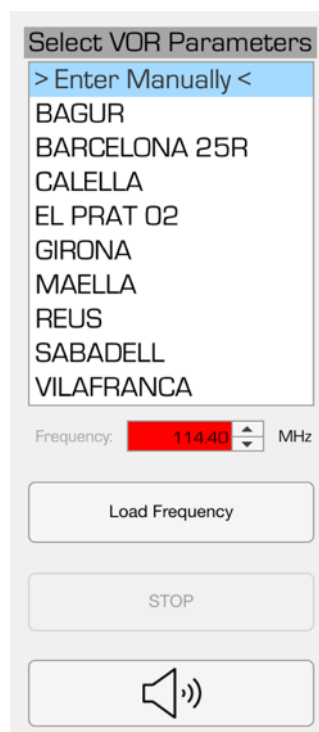 Select VOR Parameters
> Enter Manually <
BAGUR
BARCELONA 25R
CALELLA
EL PRAT 02
GIRONA
MAELLA
REUS
SABADELL
VILAFRANCA
Frequency: 114.40 MHz
Load Frequency
STOP